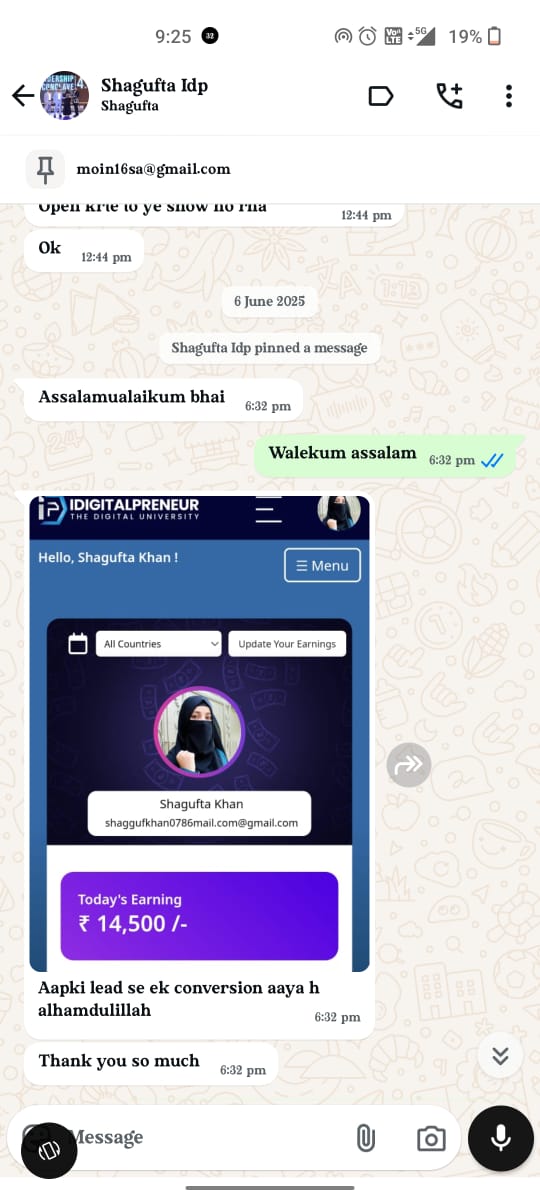 9:25
32
Vo))
LTE
5G
19%
Shagufta Idp
Shagufta
moin16sa@gmail.com
Open krte to ye show ho rha
12:44 pm
Ok
12:44 pm
6 June 2025
Shagufta Idp pinned a message
Assalamualaikum bhai
6:32 pm
Walekum assalam
6:32 pm
IDIGITALPRENEUR
THE DIGITAL UNIVERSITY
Hello, Shagufta Khan !
☰ Menu
All Countries
Update Your Earnings
Shagufta Khan
shaggufkhan0786mail.com@gmail.com
Today's Earning
₹ 14,500 /-
Aapki lead se ek conversion aaya h
alhamdulillah
6:32 pm
Thank you so much
6:32 pm
Message